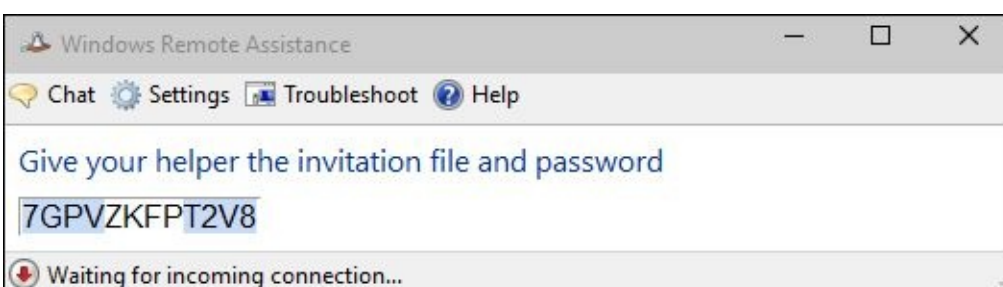 Windows Remote Assistance
Chat Settings Troubleshoot Help
Give your helper the invitation file and password
7GPVZKFPT2V8
Waiting for incoming connection...